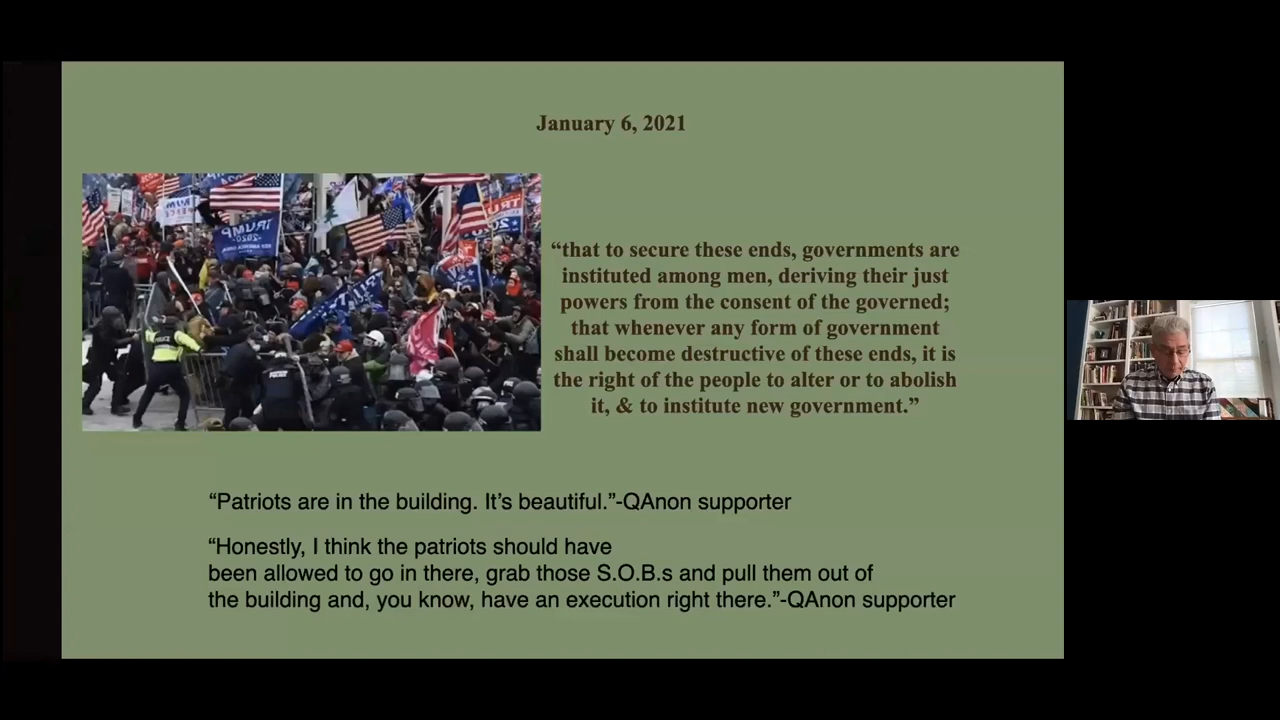 January 6, 2021
“that to secure these ends, governments are
instituted among men, deriving their just
powers from the consent of the governed;
that whenever any form of government
shall become destructive of these ends, it is
the right of the people to alter or to abolish
it, & to institute new government.”
TRUMP
2020
POLICE
“Patriots are in the building. It’s beautiful.”-QAnon supporter
“Honestly, I think the patriots should have
been allowed to go in there, grab those S.O.B.s and pull them out of
the building and, you know, have an execution right there.”-QAnon supporter